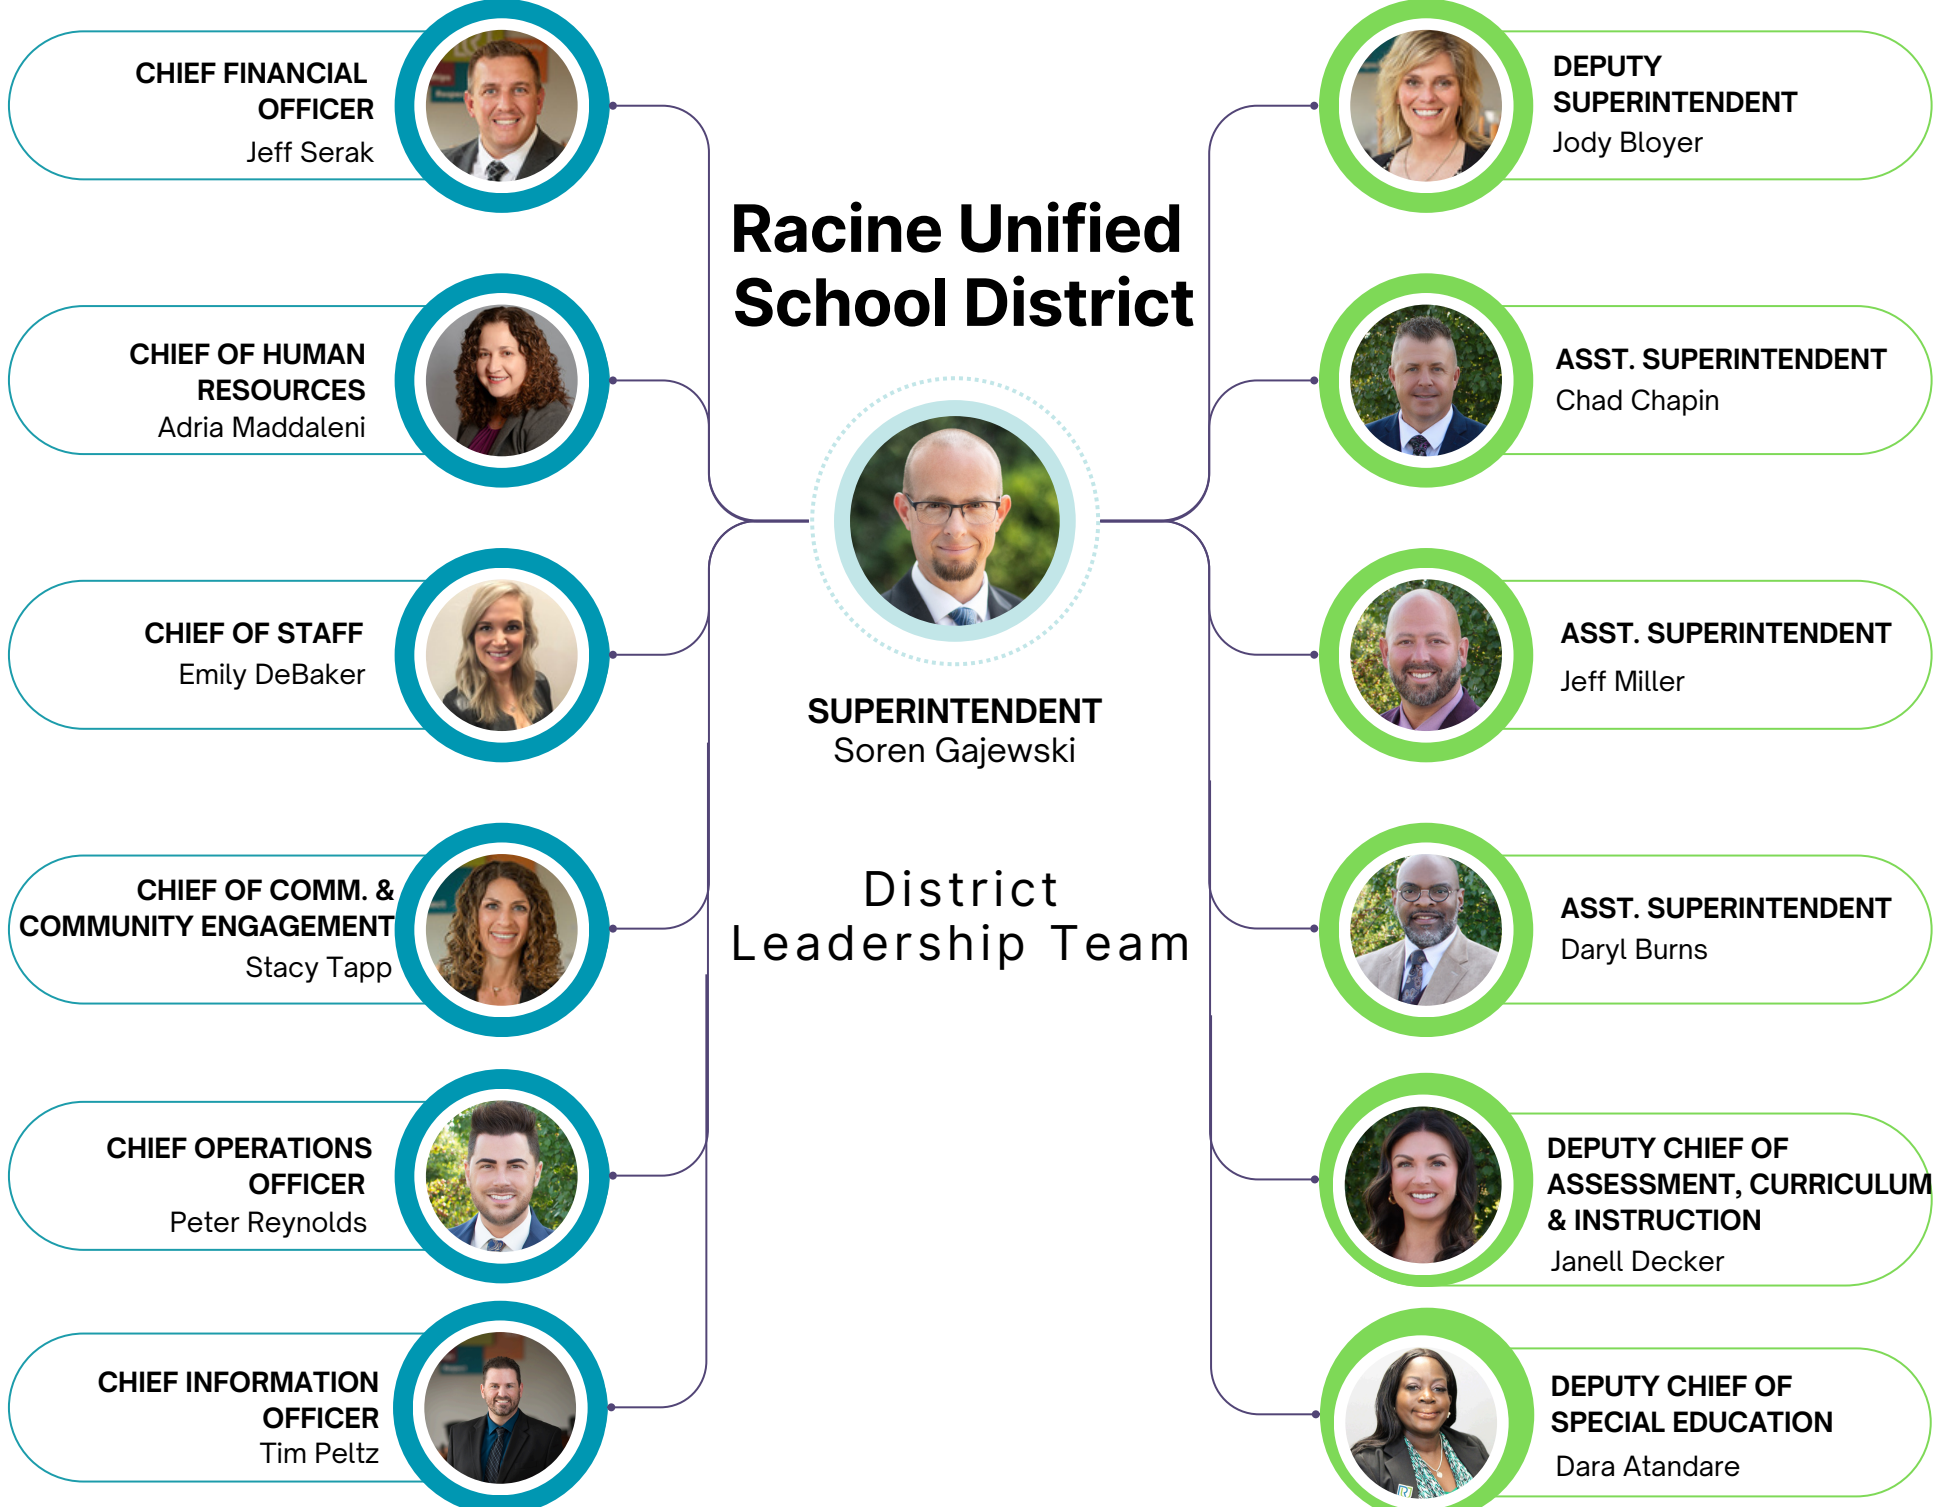 CHIEF FINANCIAL
OFFICER
Jeff Serak
CHIEF OF HUMAN
RESOURCES
Adria Maddaleni
CHIEF OF STAFF
Emily DeBaker
CHIEF OF COMM. &
COMMUNITY ENGAGEMENT
Stacy Tapp
CHIEF OPERATIONS
OFFICER
Peter Reynolds
CHIEF INFORMATION
OFFICER
Tim Peltz
Racine Unified
School District
SUPERINTENDENT
Soren Gajewski
District
Leadership Team
DEPUTY
SUPERINTENDENT
Jody Bloyer
ASST. SUPERINTENDENT
Chad Chapin
ASST. SUPERINTENDENT
Jeff Miller
ASST. SUPERINTENDENT
Daryl Burns
DEPUTY CHIEF OF
ASSESSMENT, CURRICULUM
& INSTRUCTION
Janell Decker
DEPUTY CHIEF OF
SPECIAL EDUCATION
Dara Atandare